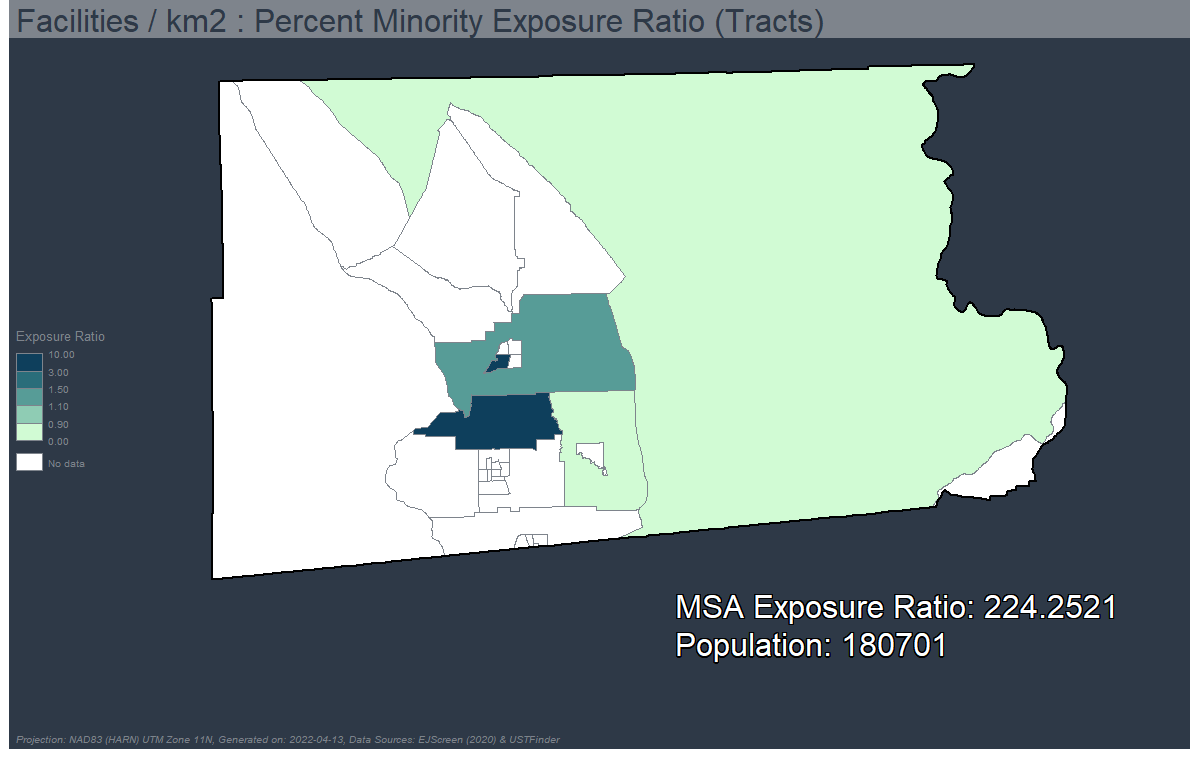 Facilities / km2 : Percent Minority Exposure Ratio (Tracts)
Exposure Ratio
10.00
3.00
1.50
1.10
0.90
0.00
No data
MSA Exposure Ratio: 224.2521
Population: 180701
Projection: NAD83 (HARN) UTM Zone 11N, Generated on: 2022-04-13, Data Sources: EJScreen (2020) & USTFinder